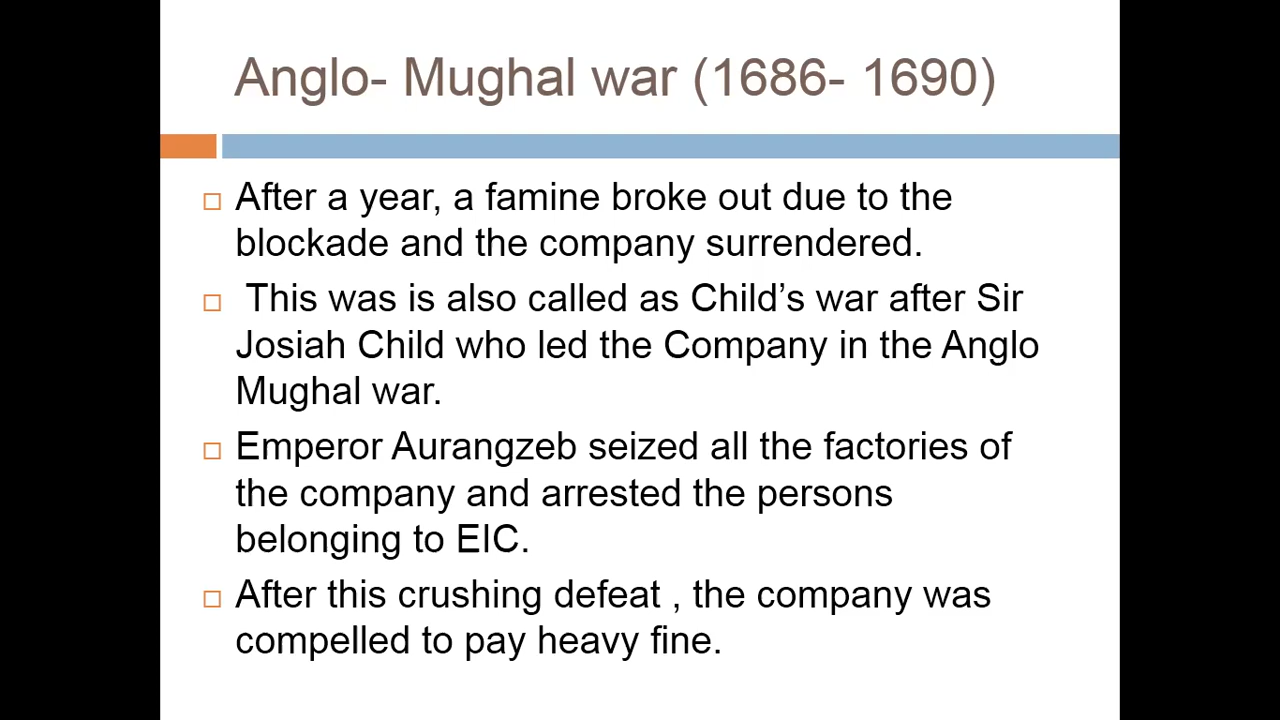 Anglo- Mughal war (1686- 1690)
After a year, a famine broke out due to the
blockade and the company surrendered.
This was is also called as Child’s war after Sir
Josiah Child who led the Company in the Anglo
Mughal war.
Emperor Aurangzeb seized all the factories of
the company and arrested the persons
belonging to EIC.
After this crushing defeat , the company was
compelled to pay heavy fine.